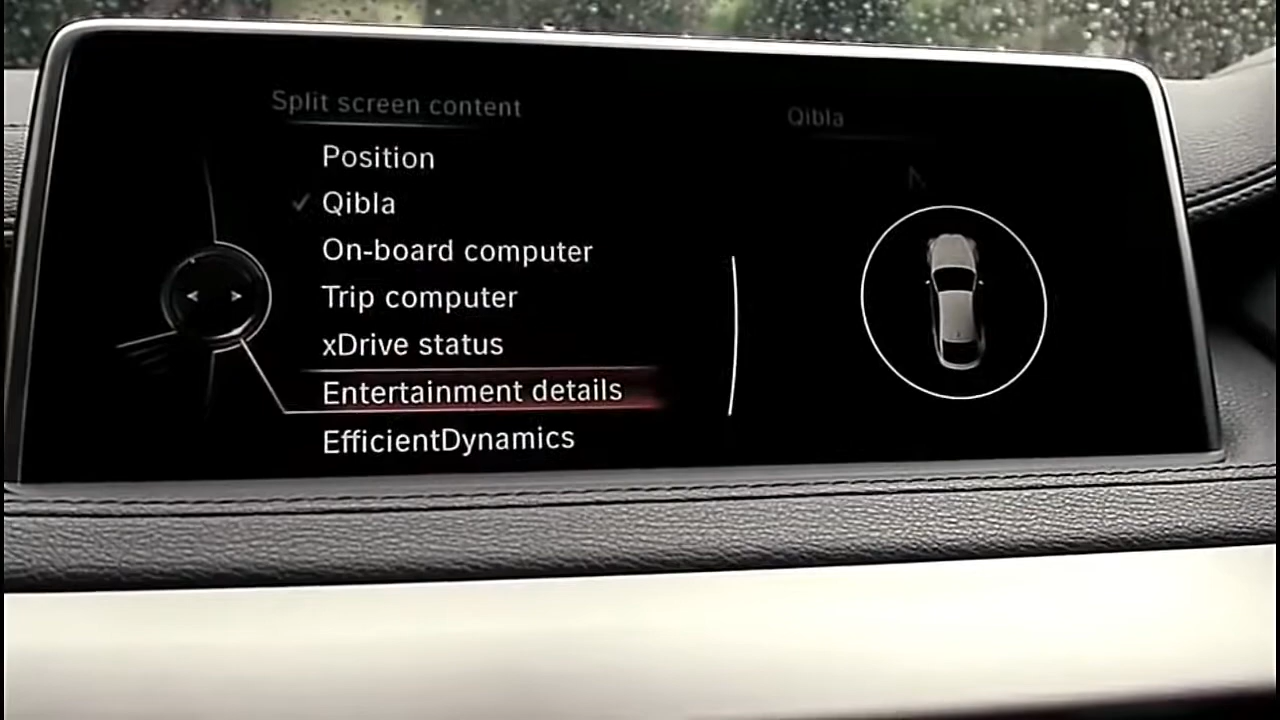 Split screen content
Qibla
Position
Qibla
On-board computer
Trip computer
xDrive status
Entertainment details
EfficientDynamics
N